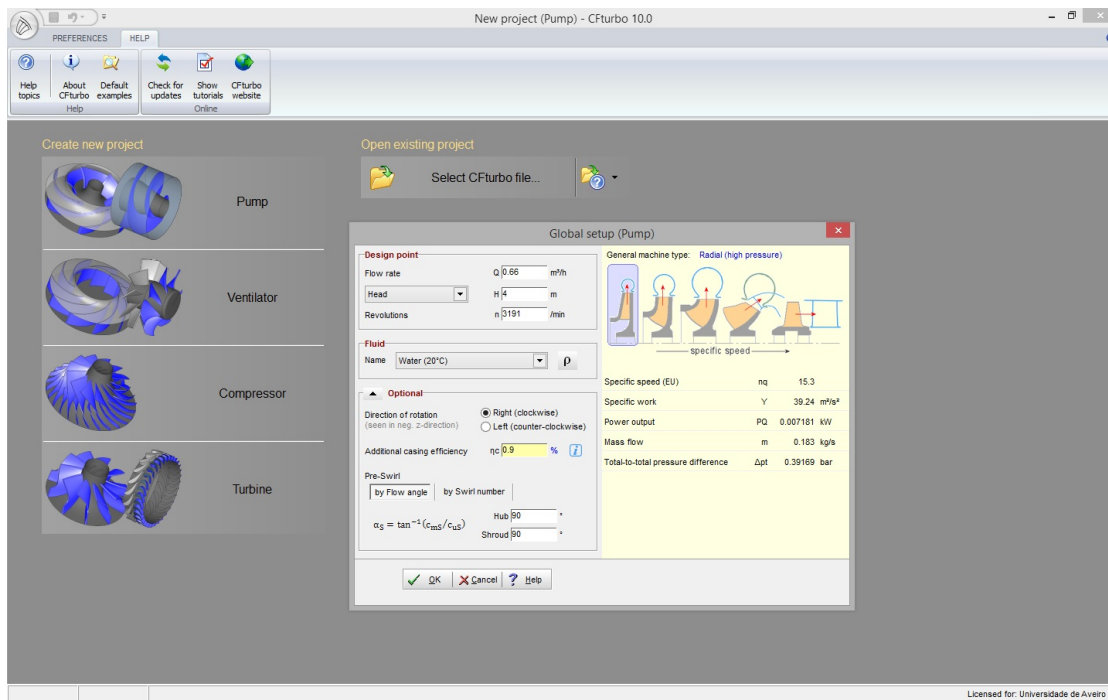 New project (Pump) - CFturbo 10.0
PREFERENCES HELP
Help topics
About CFturbo
Default examples
Check for updates
Show tutorials
CFturbo website
Help
Online
Create new project
Pump
Ventilator
Compressor
Turbine
Open existing project
Select CFturbo file...
Global setup (Pump)
Design point
Flow rate Q 0.66 m³/h
Head H 4 m
Revolutions n 3191 /min
Fluid
Name Water (20°C) ρ
Optional
Direction of rotation Right (clockwise)
(seen in neg. z-direction) Left (counter-clockwise)
Additional casing efficiency ηc 0.9 % i
Pre-Swirl
by Flow angle by Swirl number
αS = tan⁻¹(cmS/cuS)
Hub 90 °
Shroud 90 °
OK Cancel ? Help
General machine type: Radial (high pressure)
specific speed
Specific speed (EU) nq 15.3
Specific work Y 39.24 m²/s²
Power output PQ 0.007181 kW
Mass flow m 0.183 kg/s
Total-to-total pressure difference Δpt 0.39169 bar
Licensed for: Universidade de Aveiro